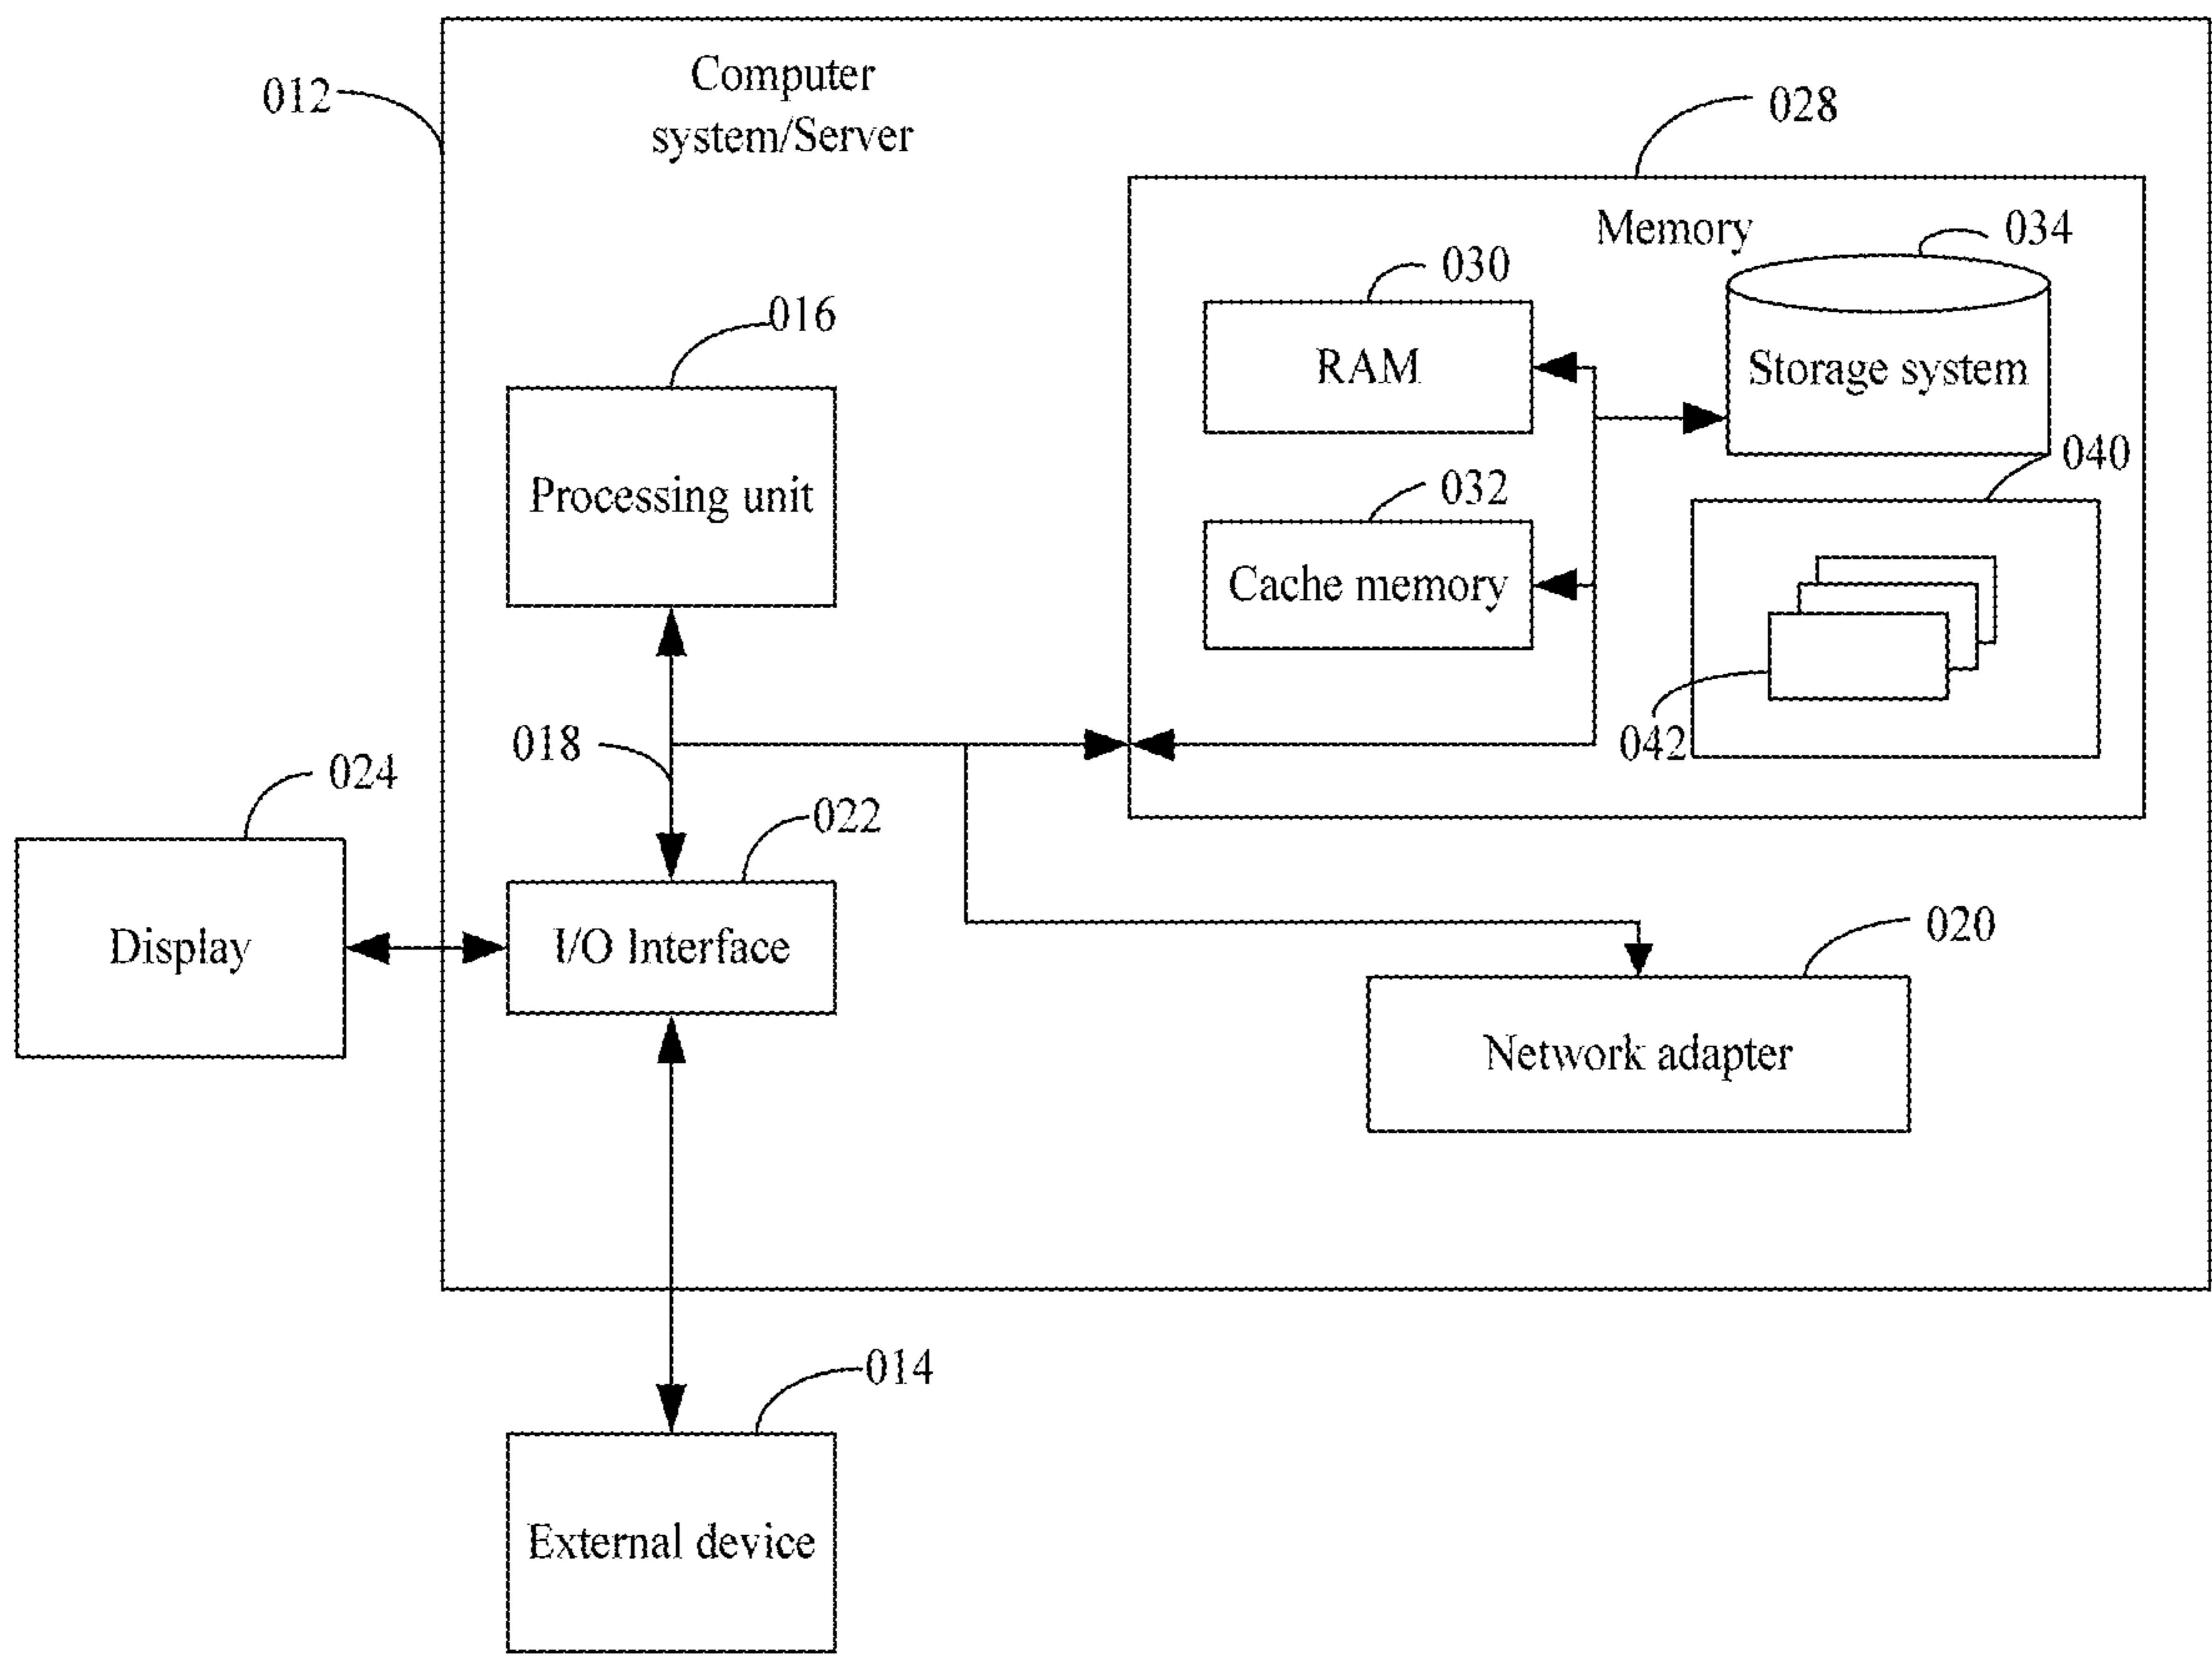 012
Computer
system/Server
028
Memory
034
030
016
RAM
Storage system
040
032
Processing unit
Cache memory
018
042
024
022
020
Display
I/O Interface
Network adapter
014
External device